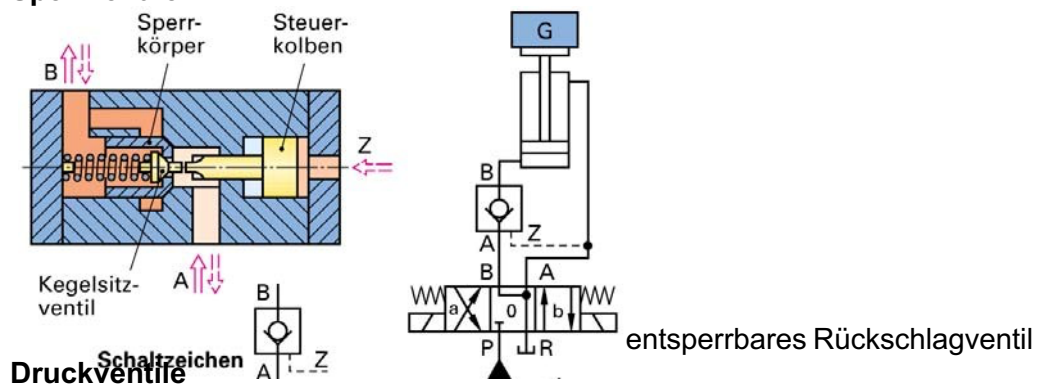 Sperr-
körper
Steuer-
kolben
B
Z
Kegelsitz-
ventil
A
B
A
Z
Schaltzeichen
G
B
A
Z
B
A
a
0
b
P
R
entsperrbares Rückschlagventil
Druckventile